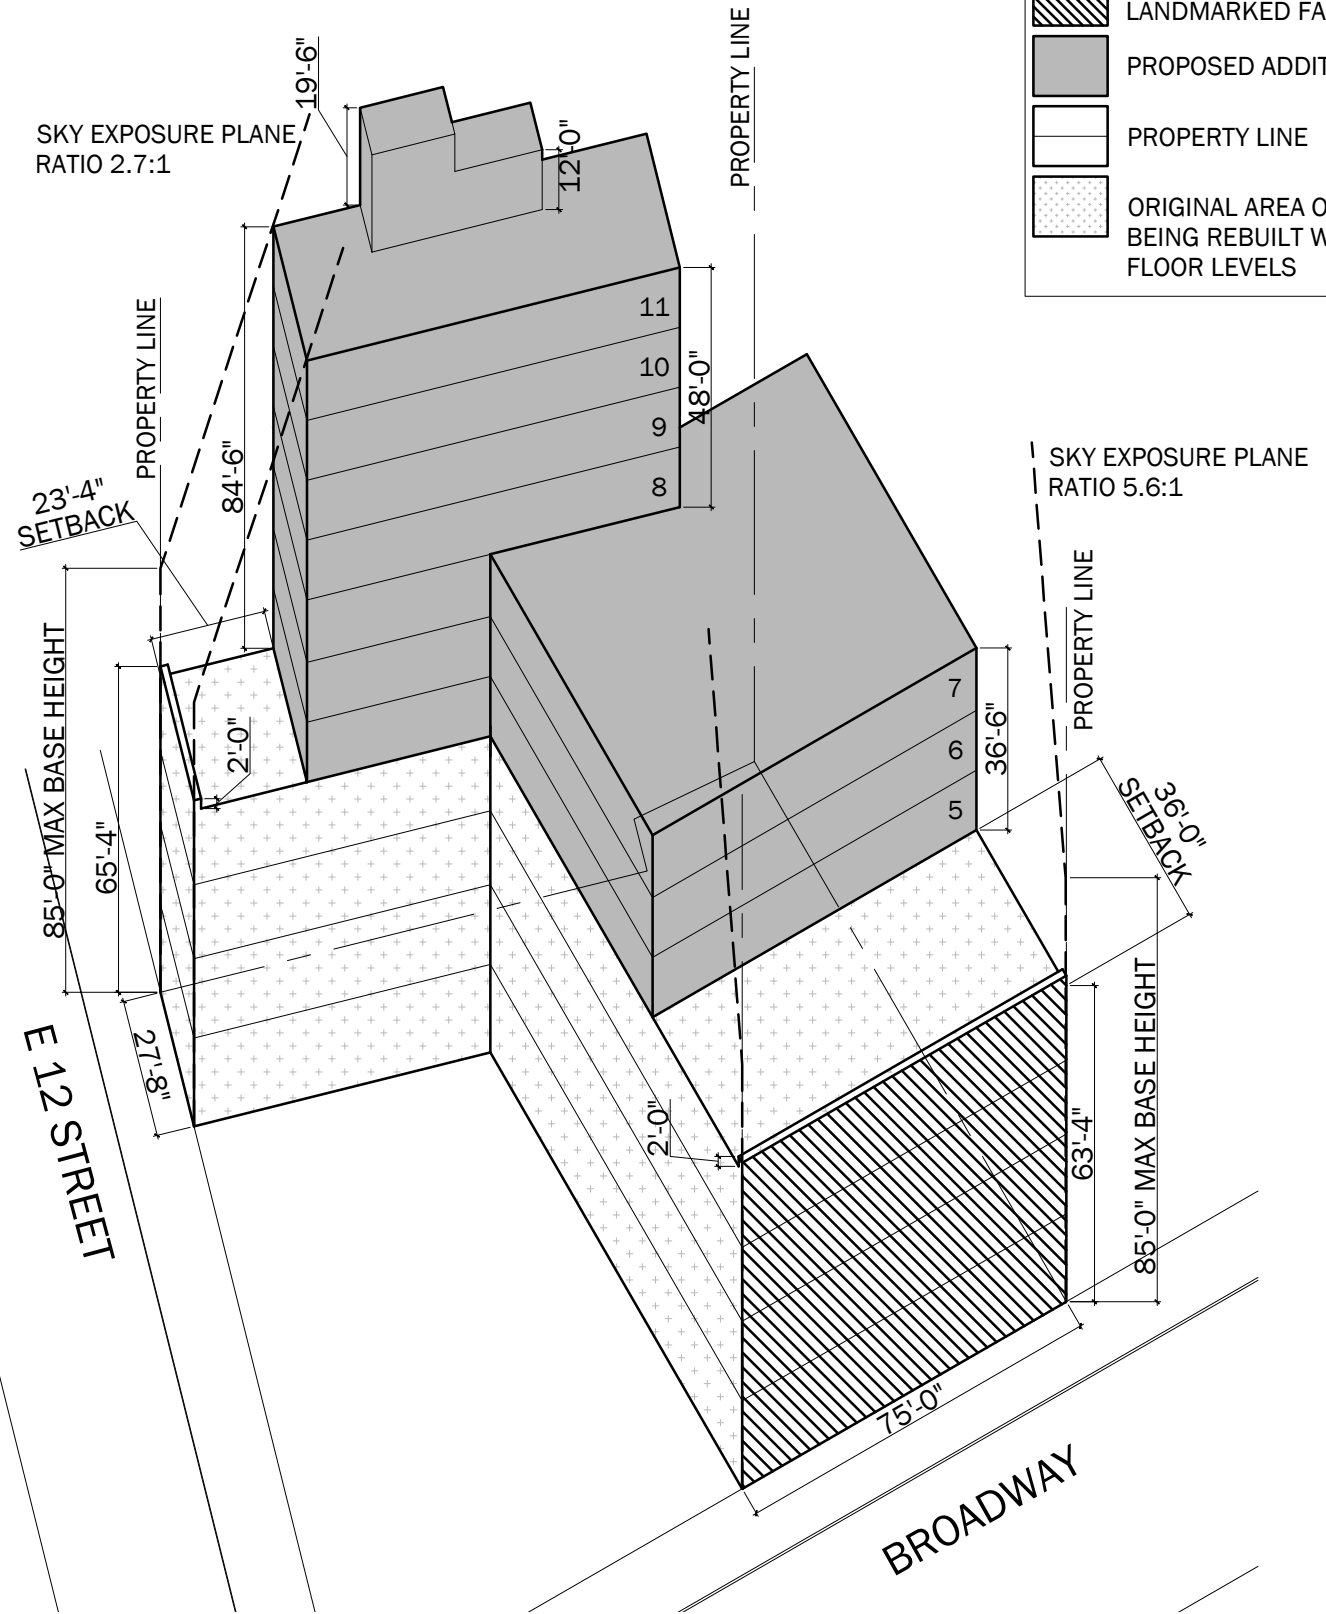 LANDMARKED FA
PROPOSED ADDIT
PROPERTY LINE
ORIGINAL AREA O
BEING REBUILT W
FLOOR LEVELS
19'-6"
SKY EXPOSURE PLANE
RATIO 2.7:1
12'-0"
PROPERTY LINE
PROPERTY LINE
11
10
9
8
48'-0"
84'-6"
23'-4"
SETBACK
SKY EXPOSURE PLANE
RATIO 5.6:1
PROPERTY LINE
85'-0" MAX BASE HEIGHT
65'-4"
2'-0"
7
6
5
36'-6"
36'-0"
SETBACK
27'-8"
E 12 STREET
2'-0"
63'-4"
85'-0" MAX BASE HEIGHT
75'-0"
BROADWAY